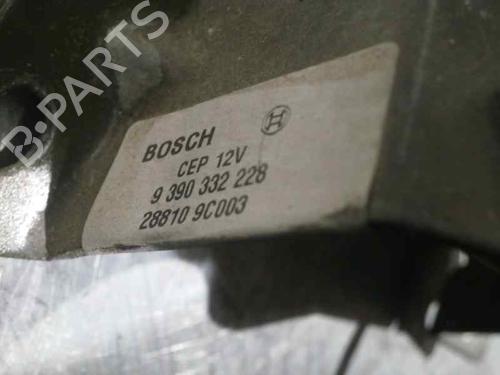 BOSCH
CEP 12V
9 390 332 228
28810 9C003
B-PARTS